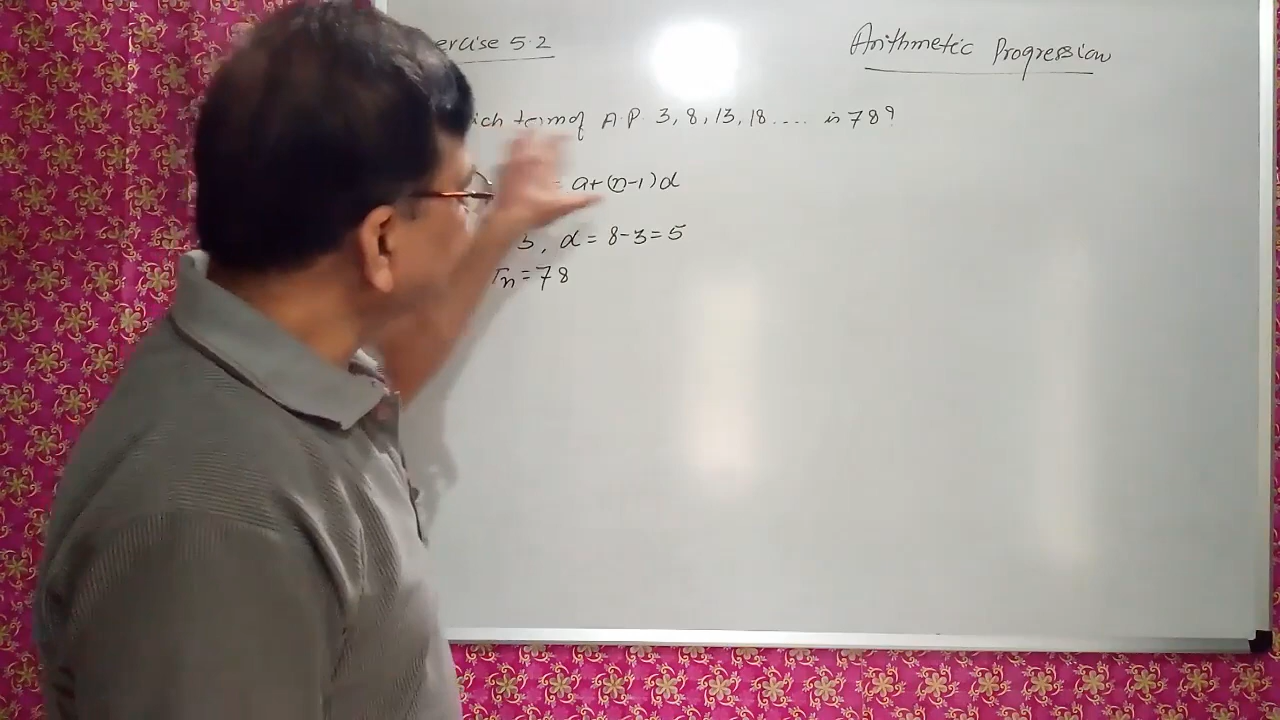 ercise 5.2
Arithmetic Progression
ich term of A.P. 3, 8, 13, 18.... is 78?
= a+(n-1)d
3, d = 8-3=5
Tn = 78